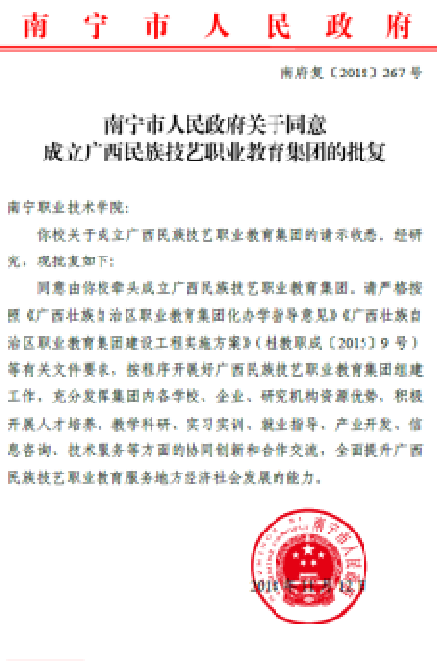 南宁市人民政府
南府复〔2018〕267号
南宁市人民政府关于同意
成立广西民族技艺职业教育集团的批复
南宁职业技术学院：
你校关于成立广西民族技艺职业教育集团的请示收悉，经研
究，现批复如下：
同意由你校牵头成立广西民族技艺职业教育集团。请严格按
照《广西壮族自治区职业教育集团化办学指导意见》《广西壮族自
治区职业教育集团建设工程实施方案》（桂教职成〔2015〕9号）
等有关文件要求，按程序开展好广西民族技艺职业教育集团组建
工作，充分发挥集团内各学校、企业、研究机构资源优势，积极
开展人才培养、教学科研、实习实训、就业指导、产业开发、信
息咨询、技术服务等方面的协同创新和合作交流，全面提升广西
民族技艺职业教育服务地方经济社会发展的能力。
南宁市人民政府